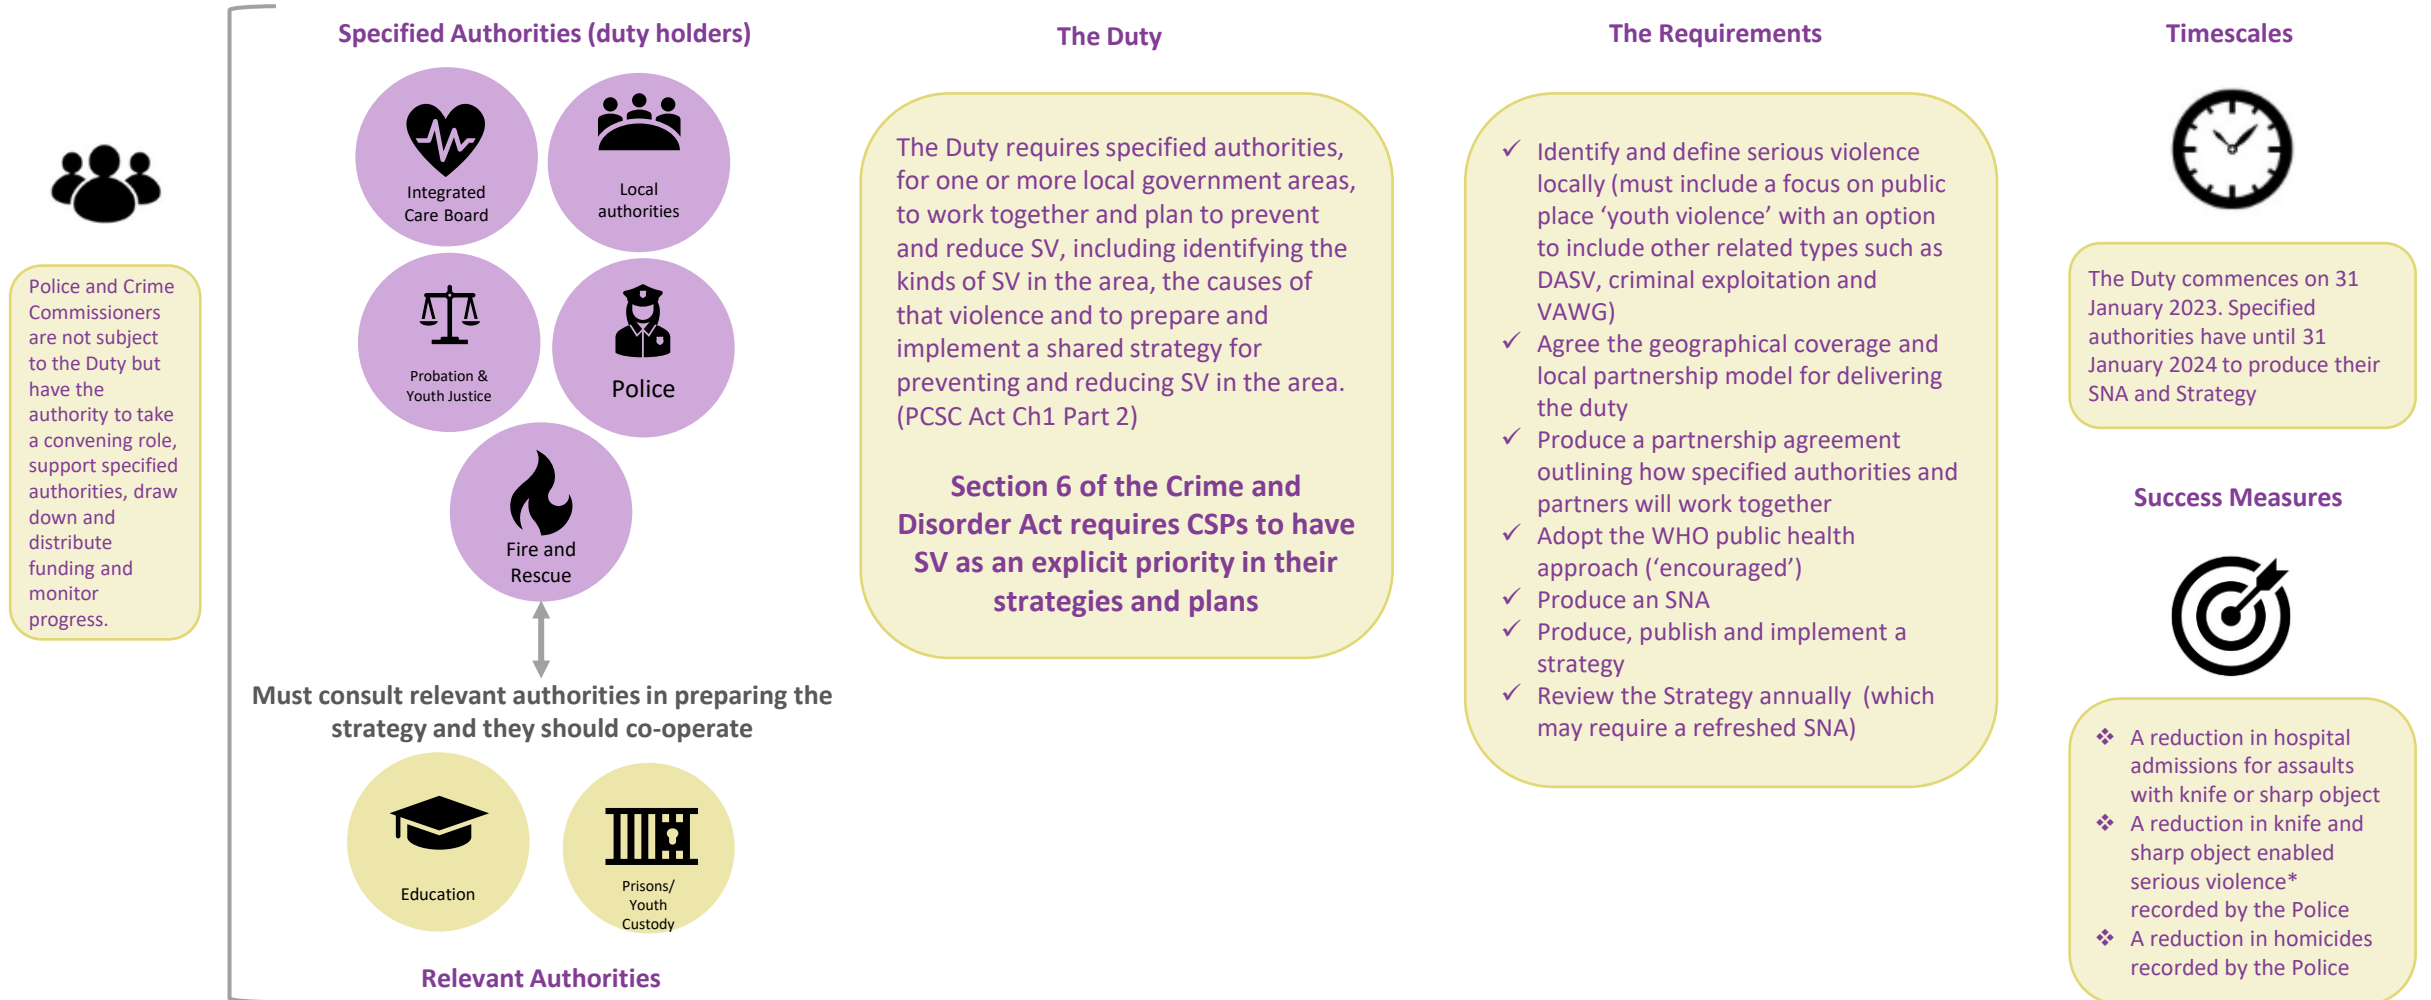 Police and Crime
Commissioners
are not subject
to the Duty but
have the
authority to take
a convening role,
support specified
authorities, draw
down and
distribute
funding and
monitor
progress.
Specified Authorities (duty holders)
Integrated
Care Board
Local
authorities
Probation &
Youth Justice
Police
Fire and
Rescue
Must consult relevant authorities in preparing the
strategy and they should co-operate
Education
Prisons/
Youth
Custody
Relevant Authorities
The Duty
The Duty requires specified authorities,
for one or more local government areas,
to work together and plan to prevent
and reduce SV, including identifying the
kinds of SV in the area, the causes of
that violence and to prepare and
implement a shared strategy for
preventing and reducing SV in the area.
(PCSC Act Ch1 Part 2)
Section 6 of the Crime and
Disorder Act requires CSPs to have
SV as an explicit priority in their
strategies and plans
The Requirements
✓ Identify and define serious violence
locally (must include a focus on public
place ‘youth violence’ with an option
to include other related types such as
DASV, criminal exploitation and
VAWG)
✓ Agree the geographical coverage and
local partnership model for delivering
the duty
✓ Produce a partnership agreement
outlining how specified authorities and
partners will work together
✓ Adopt the WHO public health
approach (‘encouraged’)
✓ Produce an SNA
✓ Produce, publish and implement a
strategy
✓ Review the Strategy annually (which
may require a refreshed SNA)
Timescales
The Duty commences on 31
January 2023. Specified
authorities have until 31
January 2024 to produce their
SNA and Strategy
Success Measures
❖ A reduction in hospital
admissions for assaults
with knife or sharp object
❖ A reduction in knife and
sharp object enabled
serious violence*
recorded by the Police
❖ A reduction in homicides
recorded by the Police